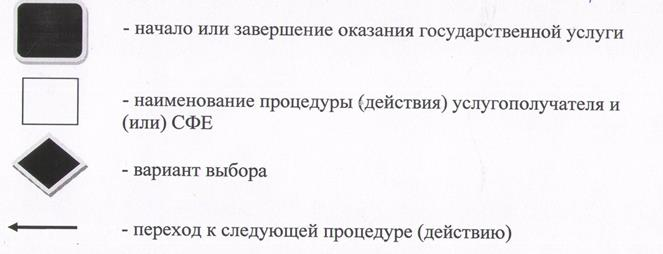 - начало или завершение оказания государственной услуги
- наименование процедуры (действия) услугополучателя и
(или) СФЕ
- вариант выбора
- переход к следующей процедуре (действию)